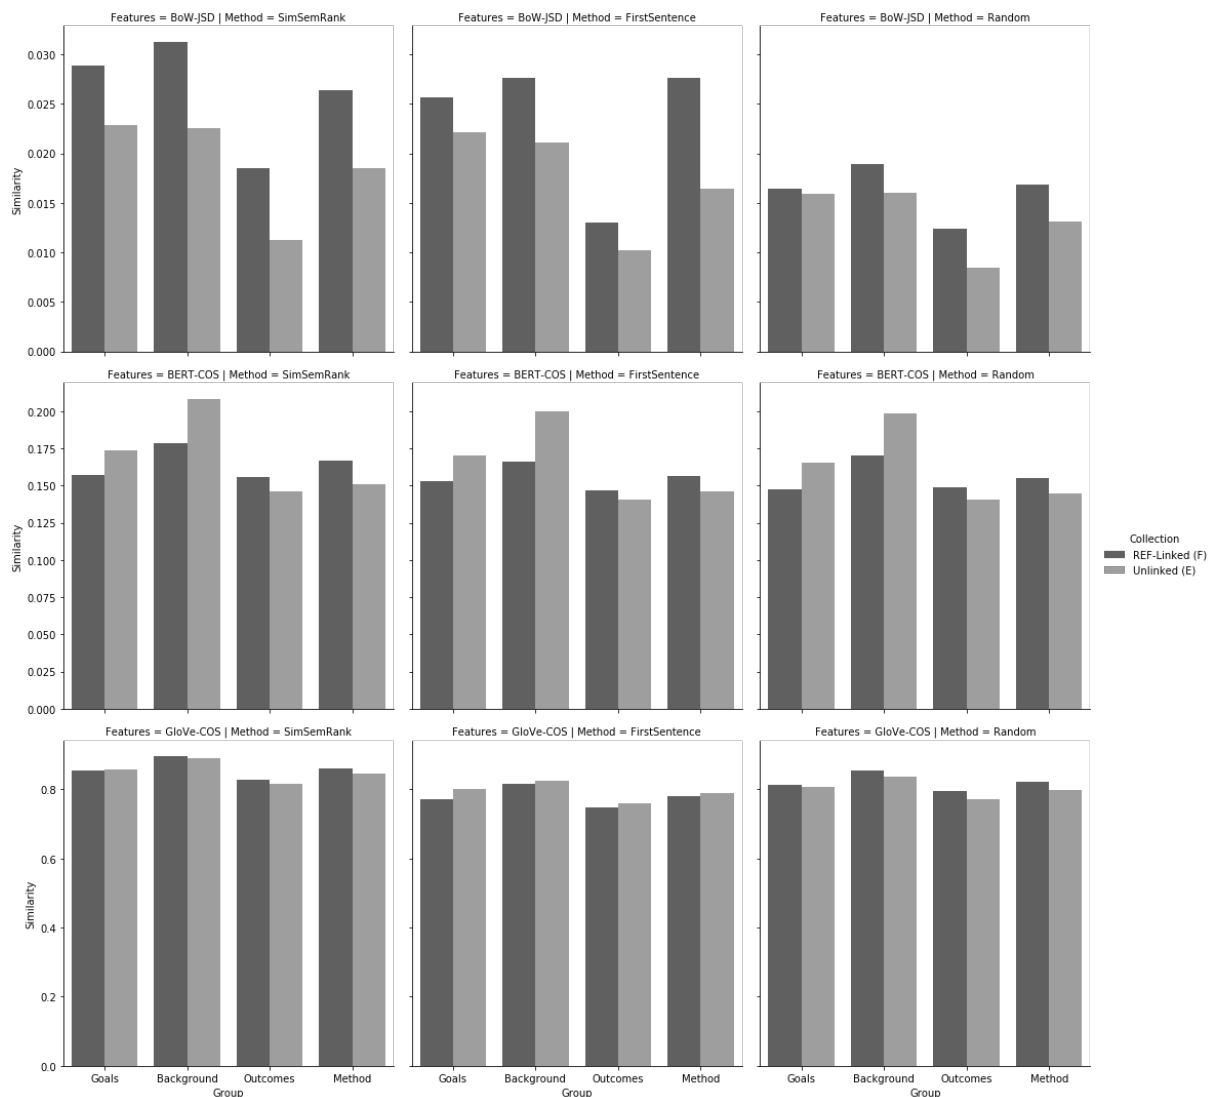 Features = BoW-JSD | Method = SimSemRank
Features = BoW-JSD | Method = FirstSentence
Features = BoW-JSD | Method = Random
0.030
0.025
0.020
0.015
0.010
0.005
0.000
Similarity
Features = BERT-COS | Method = SimSemRank
Features = BERT-COS | Method = FirstSentence
Features = BERT-COS | Method = Random
0.200
0.175
0.150
0.125
0.100
0.075
0.050
0.025
0.000
Similarity
Collection
REF-Linked (F)
Unlinked (E)
Features = GloVe-COS | Method = SimSemRank
Features = GloVe-COS | Method = FirstSentence
Features = GloVe-COS | Method = Random
0.8
0.6
0.4
0.2
0.0
Similarity
Goals Background Outcomes Method
Group
Goals Background Outcomes Method
Group
Goals Background Outcomes Method
Group